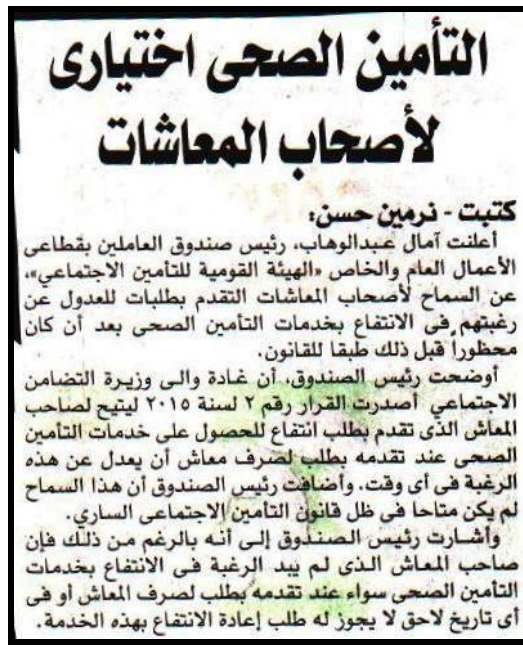 التأمين الصحى اختيارى
لأصحاب المعاشات
كتبت - نرمين حسن:
أعلنت آمال عبدالوهاب، رئيس صندوق العاملين بقطاعى
الأعمال العام والخاص «الهيئة القومية للتأمين الاجتماعي»،
عن السماح لأصحاب المعاشات التقدم بطلبات للعدول عن
رغبتهم فى الانتفاع بخدمات التأمين الصحى بعد أن كان
محظوراً قبل ذلك طبقا للقانون.
أوضحت رئيس الصندوق، أن غادة والى وزيرة التضامن
الاجتماعي أصدرت القرار رقم ٢ لسنة ٢٠١٥ ليتيح لصاحب
المعاش الذى تقدم بطلب انتفاع للحصول على خدمات التأمين
الصحى عند تقدمه بطلب لصرف معاش أن يعدل عن هذه
الرغبة فى أى وقت. وأضافت رئيس الصندوق أن هذا السماح
لم يكن متاحا فى ظل قانون التأمين الاجتماعى السارى.
وأشارت رئيس الصندوق إلى أنه بالرغم من ذلك فإن
صاحب المعاش الذى لم يبد الرغبة فى الانتفاع بخدمات
التأمين الصحى سواء عند تقدمه بطلب لصرف المعاش أو فى
أى تاريخ لاحق لا يجوز له طلب إعادة الانتفاع بهذه الخدمة.